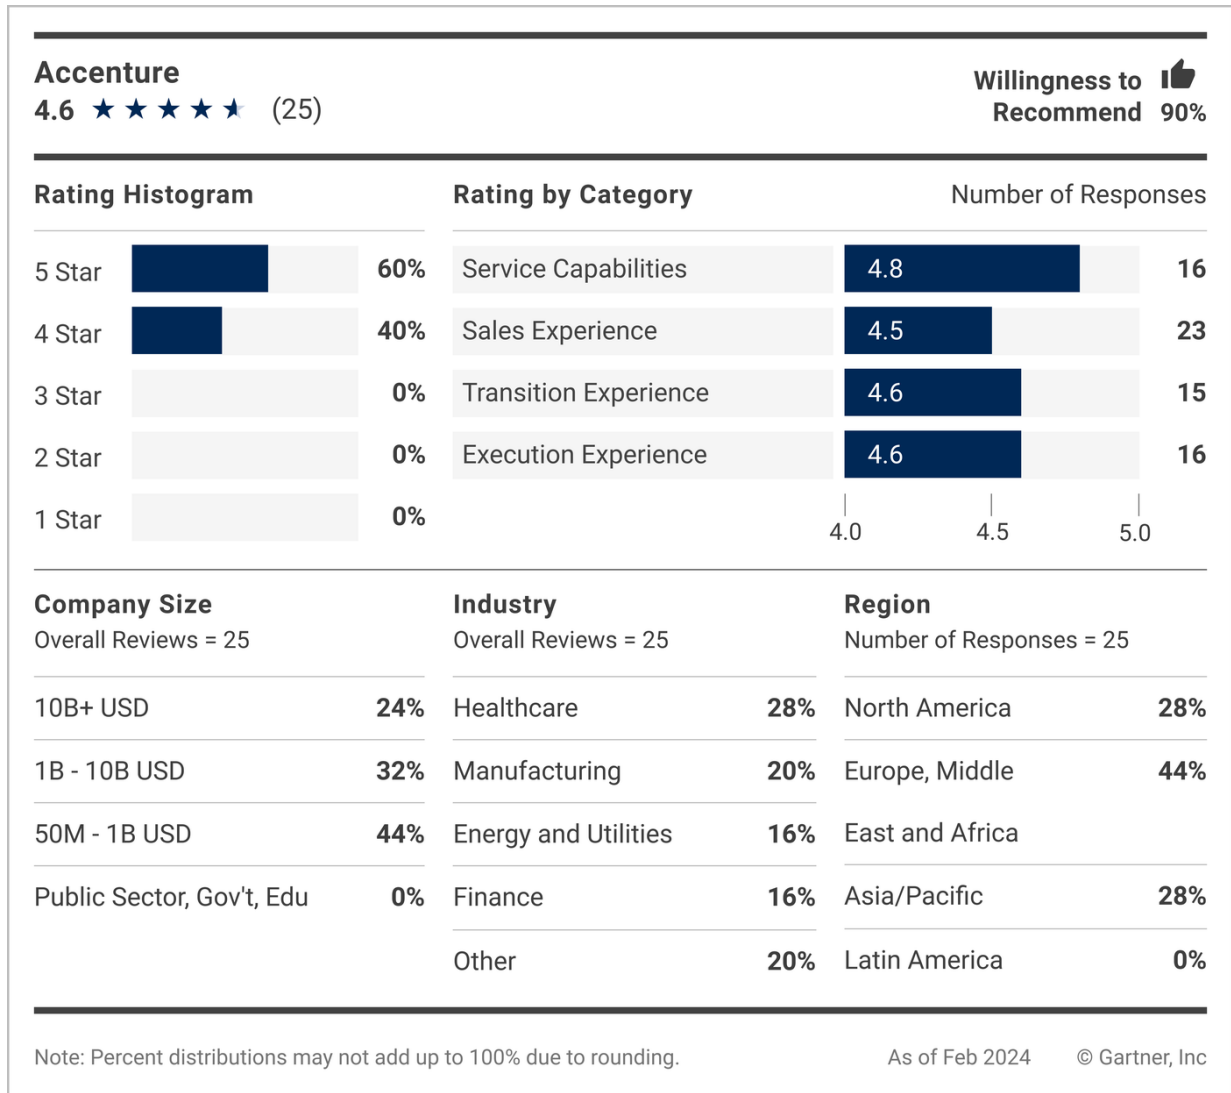 Accenture
4.6 (25)
Willingness to
Recommend 90%
Rating Histogram
5 Star 60%
4 Star 40%
3 Star 0%
2 Star 0%
1 Star 0%
Rating by Category Number of Responses
Service Capabilities 4.8 16
Sales Experience 4.5 23
Transition Experience 4.6 15
Execution Experience 4.6 16
4.0 4.5 5.0
Company Size
Overall Reviews = 25
10B+ USD 24%
1B - 10B USD 32%
50M - 1B USD 44%
Public Sector, Gov't, Edu 0%
Industry
Overall Reviews = 25
Healthcare 28%
Manufacturing 20%
Energy and Utilities 16%
Finance 16%
Other 20%
Region
Number of Responses = 25
North America 28%
Europe, Middle 44%
East and Africa
Asia/Pacific 28%
Latin America 0%
Note: Percent distributions may not add up to 100% due to rounding. As of Feb 2024 © Gartner, Inc